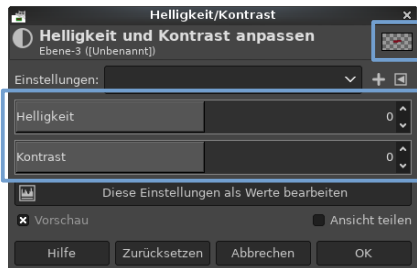 Helligkeit/Kontrast
Helligkeit und Kontrast anpassen
Ebene-3 ([Unbenannt])
Einstellungen:
Helligkeit 0
Kontrast 0
Diese Einstellungen als Werte bearbeiten
Vorschau Ansicht teilen
Hilfe Zurücksetzen Abbrechen OK